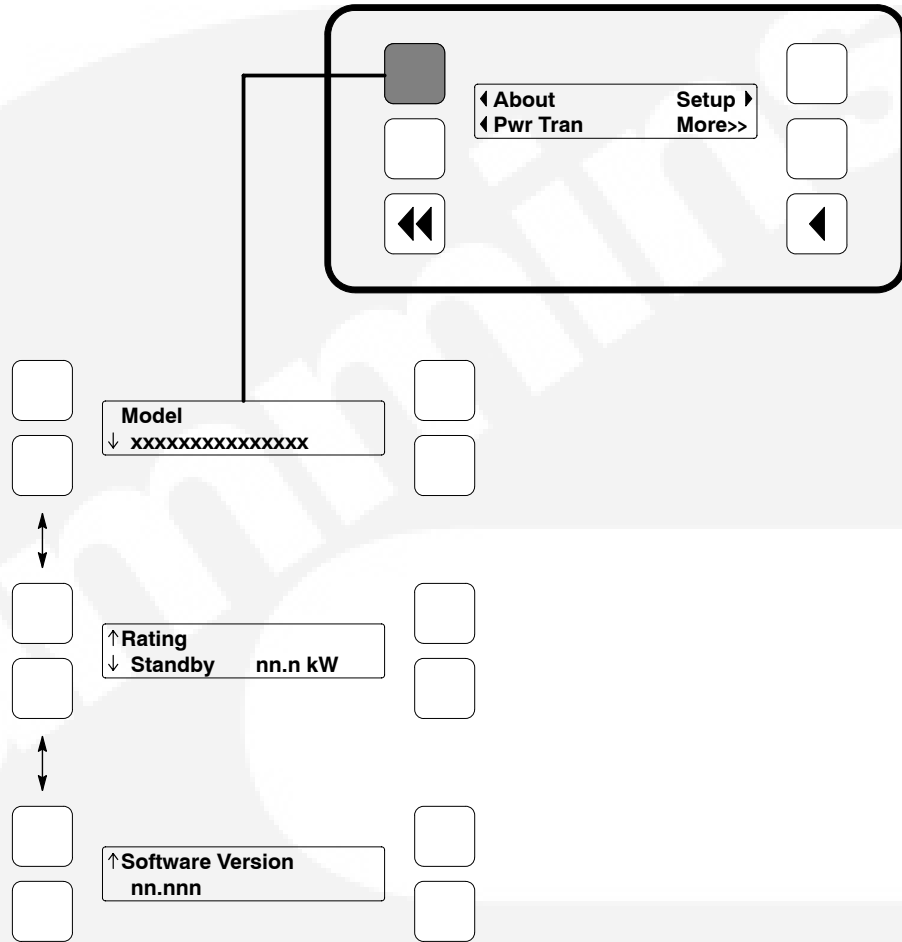 ◀ About Setup ▶
◀ Pwr Tran More>>
Model
↓ xxxxxxxxxxxxxxx
↑ Rating
↓ Standby nn.n kW
↑ Software Version
nn.nnn